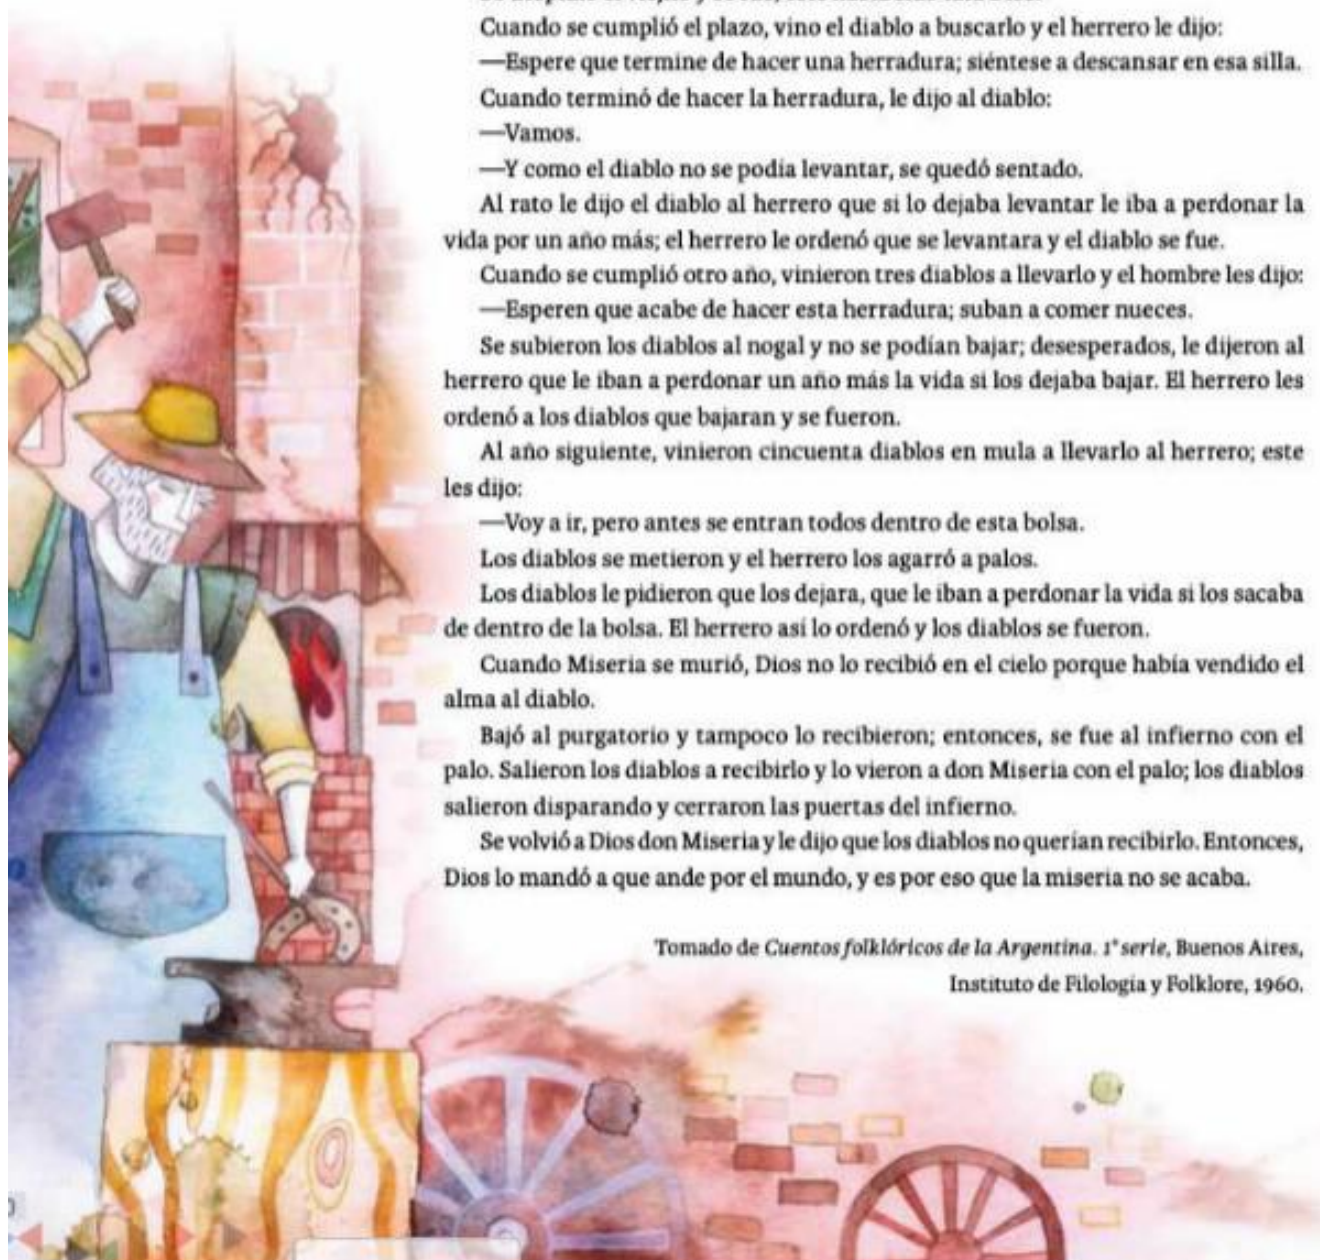 Cuando se cumplió el plazo, vino el diablo a buscarlo y el herrero le dijo:
—Espere que termine de hacer una herradura; siéntese a descansar en esa silla.
Cuando terminó de hacer la herradura, le dijo al diablo:
—Vamos.
—Y como el diablo no se podía levantar, se quedó sentado.
Al rato le dijo el diablo al herrero que si lo dejaba levantar le iba a perdonar la
vida por un año más; el herrero le ordenó que se levantara y el diablo se fue.
Cuando se cumplió otro año, vinieron tres diablos a llevarlo y el hombre les dijo:
—Esperen que acabe de hacer esta herradura; suban a comer nueces.
Se subieron los diablos al nogal y no se podían bajar; desesperados, le dijeron al
herrero que le iban a perdonar un año más la vida si los dejaba bajar. El herrero les
ordenó a los diablos que bajaran y se fueron.
Al año siguiente, vinieron cincuenta diablos en mula a llevarlo al herrero; este
les dijo:
—Voy a ir, pero antes se entran todos dentro de esta bolsa.
Los diablos se metieron y el herrero los agarró a palos.
Los diablos le pidieron que los dejara, que le iban a perdonar la vida si los sacaba
de dentro de la bolsa. El herrero así lo ordenó y los diablos se fueron.
Cuando Miseria se murió, Dios no lo recibió en el cielo porque había vendido el
alma al diablo.
Bajó al purgatorio y tampoco lo recibieron; entonces, se fue al infierno con el
palo. Salieron los diablos a recibirlo y lo vieron a don Miseria con el palo; los diablos
salieron disparando y cerraron las puertas del infierno.
Se volvió a Dios don Miseria y le dijo que los diablos no querían recibirlo. Entonces,
Dios lo mandó a que ande por el mundo, y es por eso que la miseria no se acaba.
Tomado de Cuentos folklóricos de la Argentina. 1ª serie, Buenos Aires,
Instituto de Filología y Folklore, 1960.